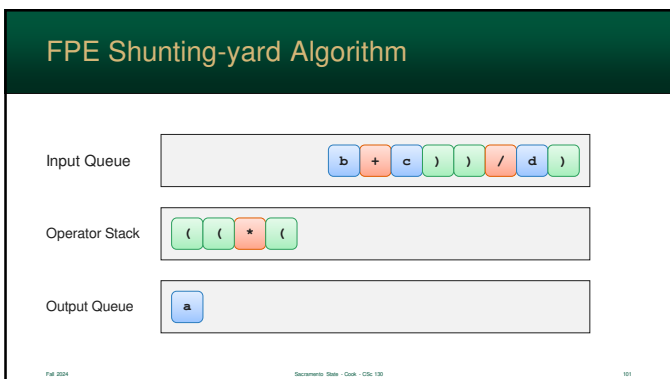 FPE Shunting-yard Algorithm
Input Queue b + c ) ) / d )
Operator Stack ( ( * (
Output Queue a
Fall 2024 Sacramento State - Cook - CSc 130 101